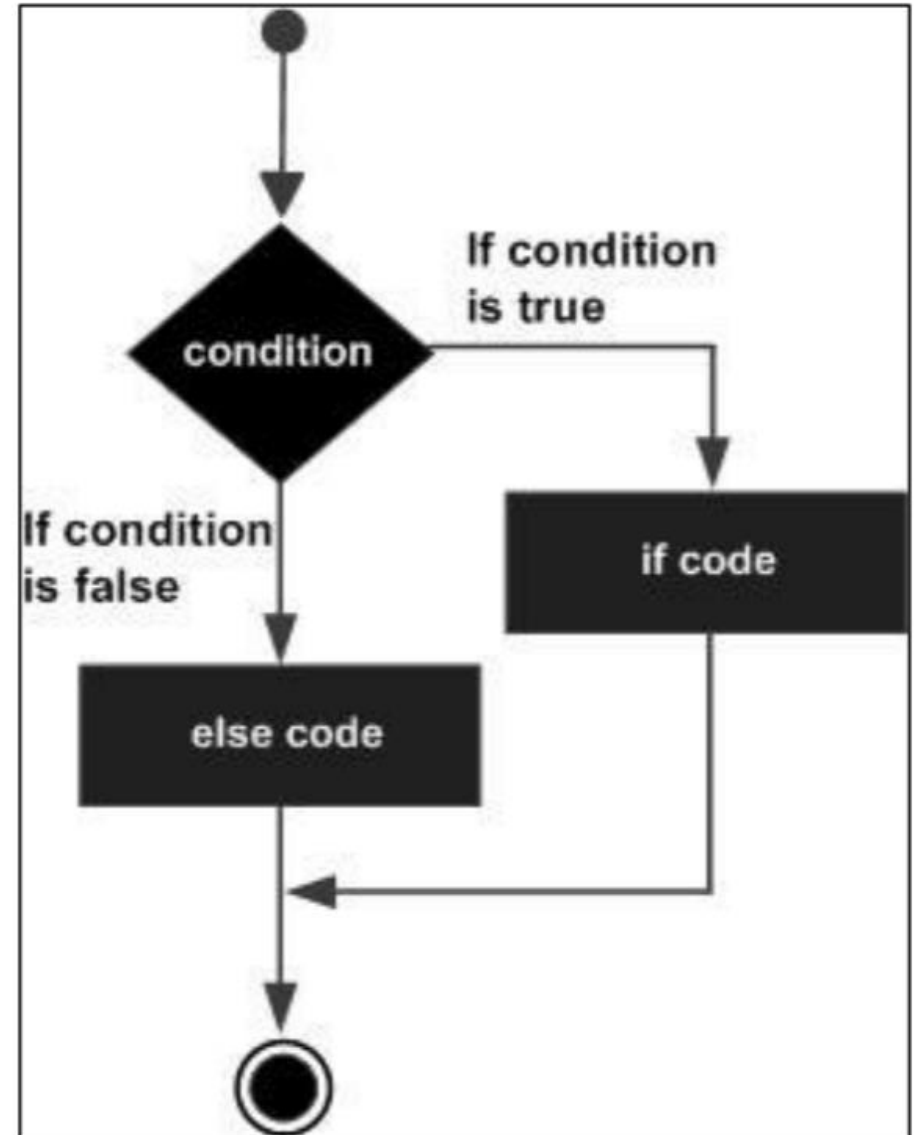 If condition
is true
condition
If condition
is false
if code
else code